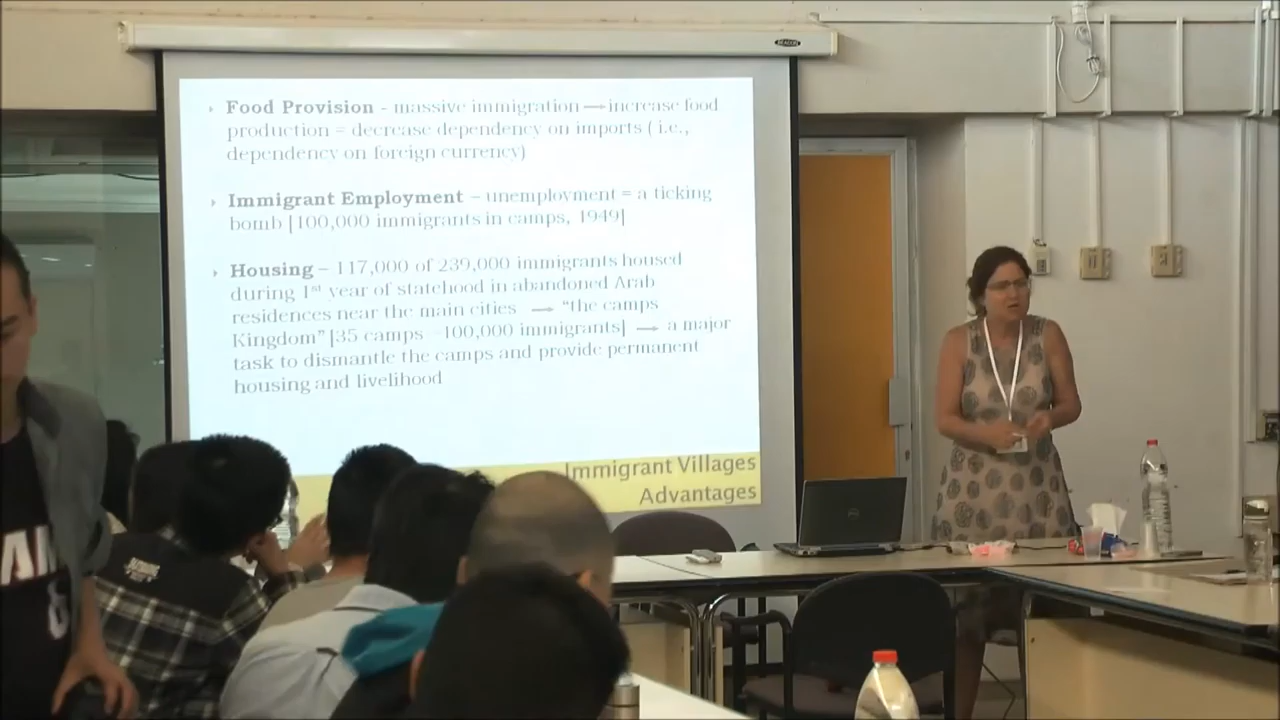 Food Provision - massive immigration → increase food
production = decrease dependency on imports ( i.e.,
dependency on foreign currency)
Immigrant Employment – unemployment = a ticking
bomb [100,000 immigrants in camps, 1949]
Housing – 117,000 of 239,000 immigrants housed
during 1st year of statehood in abandoned Arab
residences near the main cities → “the camps
Kingdom” [35 camps – 100,000 immigrants] → a major
task to dismantle the camps and provide permanent
housing and livelihood
Immigrant Villages
Advantages